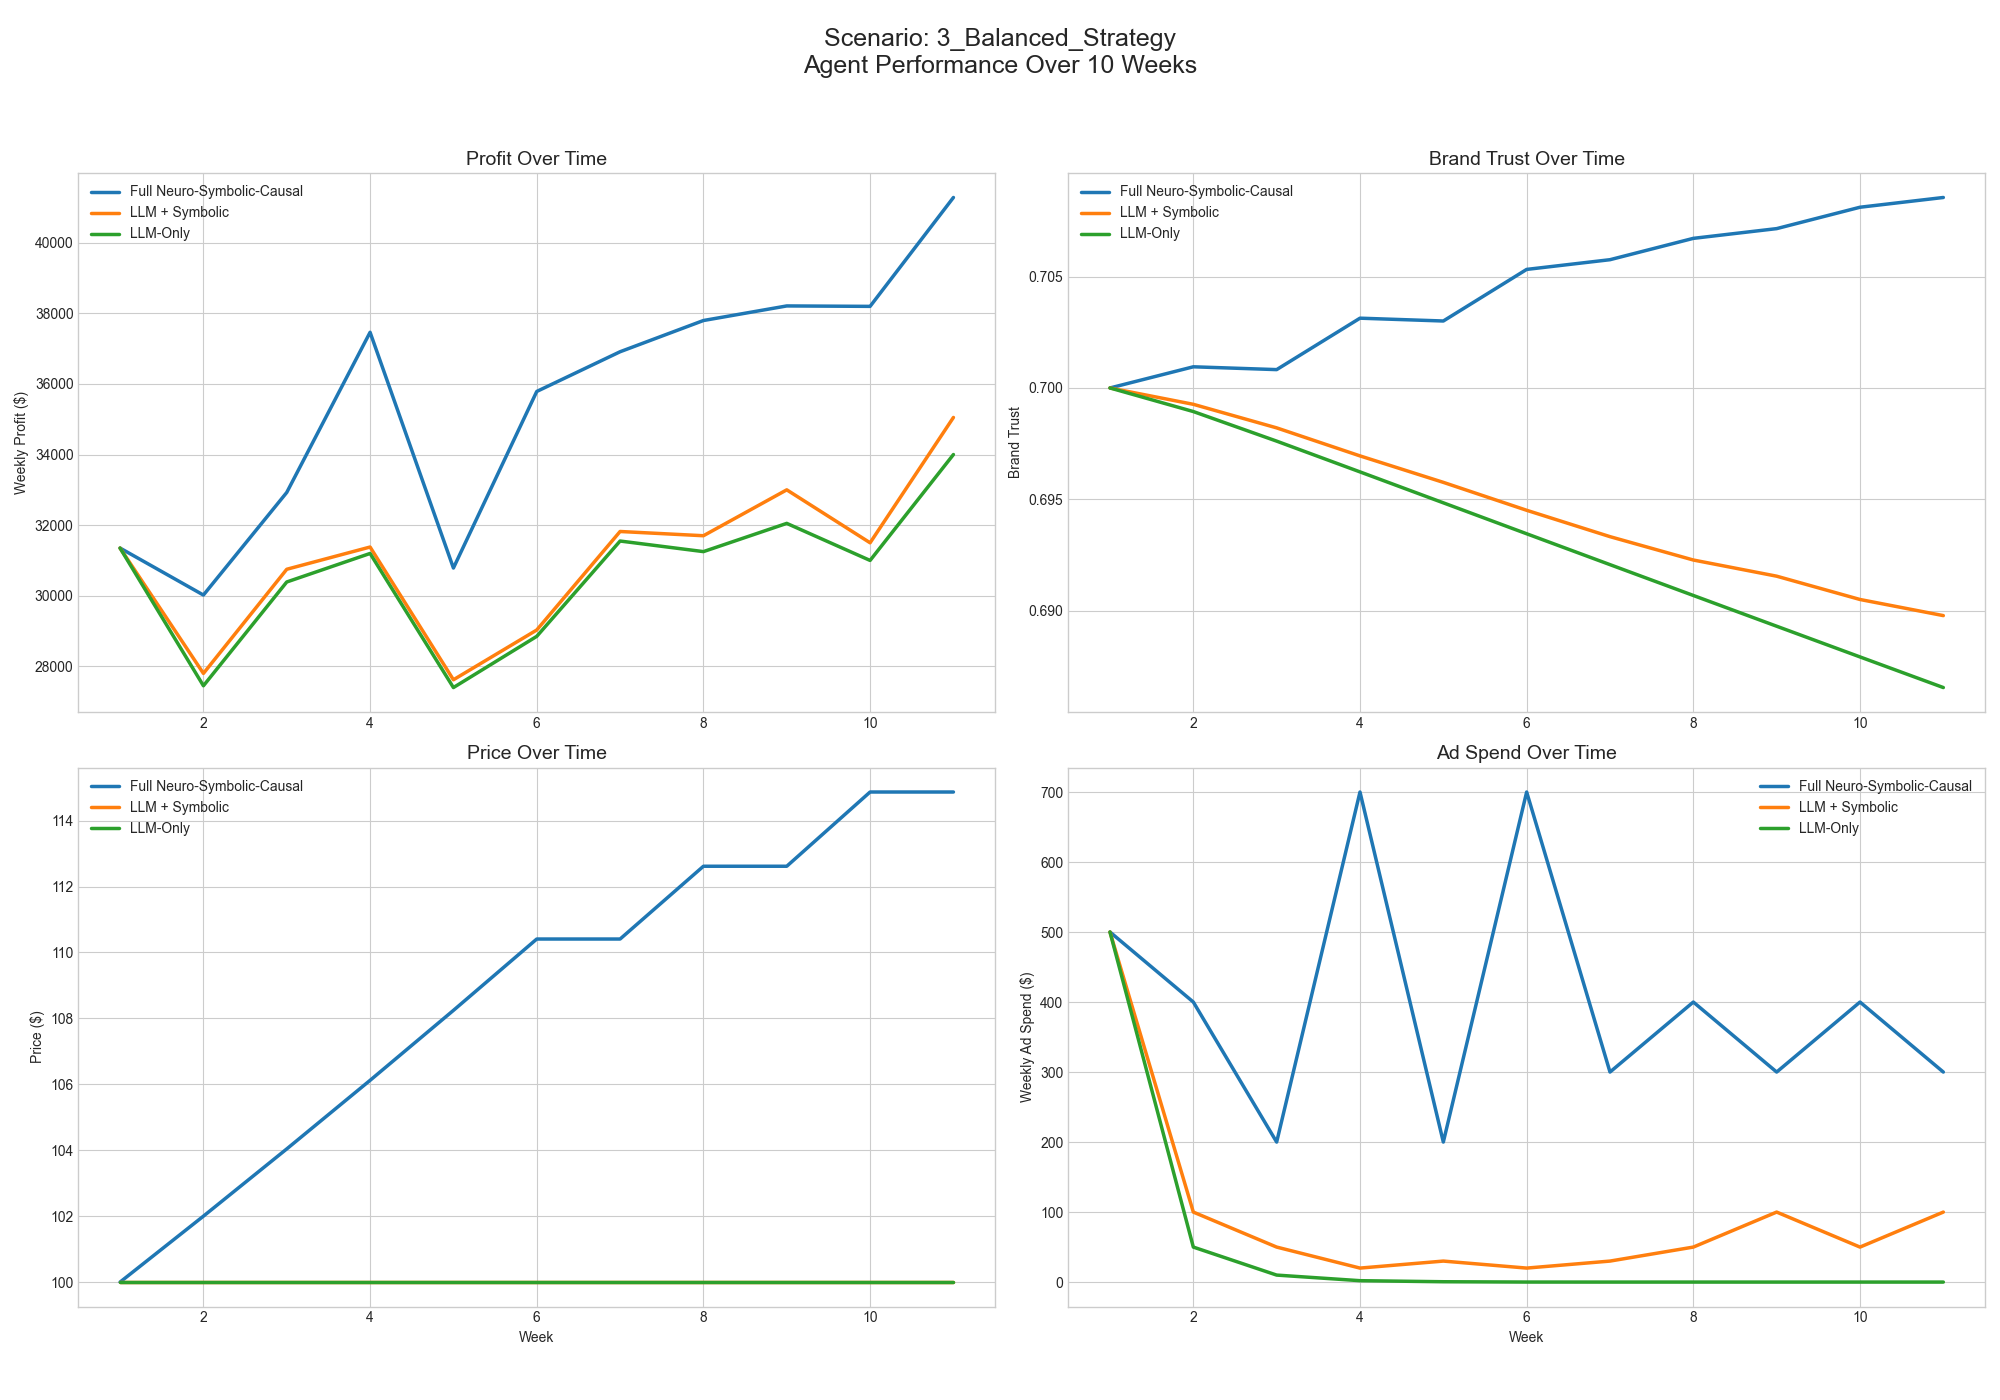 Scenario: 3_Balanced_Strategy
Agent Performance Over 10 Weeks
Profit Over Time
Full Neuro-Symbolic-Causal
LLM + Symbolic
LLM-Only
Weekly Profit ($)
40000
38000
36000
34000
32000
30000
28000
2 4 6 8 10
Brand Trust Over Time
Full Neuro-Symbolic-Causal
LLM + Symbolic
LLM-Only
Brand Trust
0.705
0.700
0.695
0.690
2 4 6 8 10
Price Over Time
Full Neuro-Symbolic-Causal
LLM + Symbolic
LLM-Only
Price ($)
114
112
110
108
106
104
102
100
2 4 6 8 10
Week
Ad Spend Over Time
Full Neuro-Symbolic-Causal
LLM + Symbolic
LLM-Only
Weekly Ad Spend ($)
700
600
500
400
300
200
100
0
2 4 6 8 10
Week